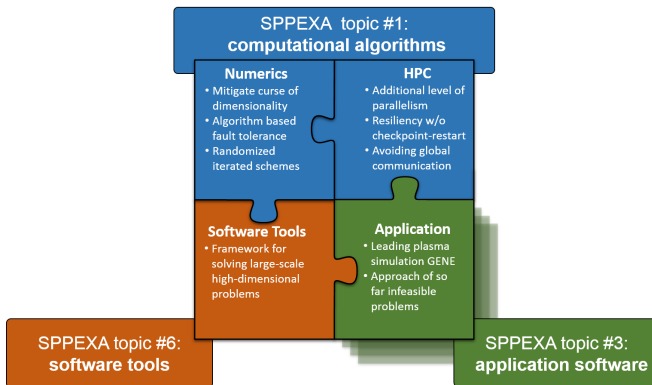 SPPEXA topic #1:
computational algorithms
Numerics
• Mitigate curse of
dimensionality
• Algorithm based
fault tolerance
• Randomized
iterated schemes
HPC
• Additional level of
parallelism
• Resiliency w/o
checkpoint-restart
• Avoiding global
communication
Software Tools
• Framework for
solving large-scale
high-dimensional
problems
Application
• Leading plasma
simulation GENE
• Approach of so
far infeasible
problems
SPPEXA topic #6:
software tools
SPPEXA topic #3:
application software